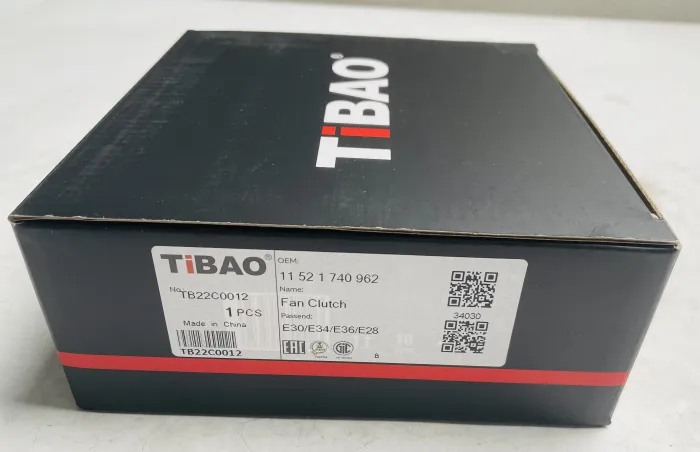 TiBAO®
TiBAO®
No.
TB22C0012
1 PCS
Made in China
TB22C0012
OEM:
11 52 1 740 962
Name:
Fan Clutch
Passend:
E30/E34/E36/E28
EAC
GTC
B
34030